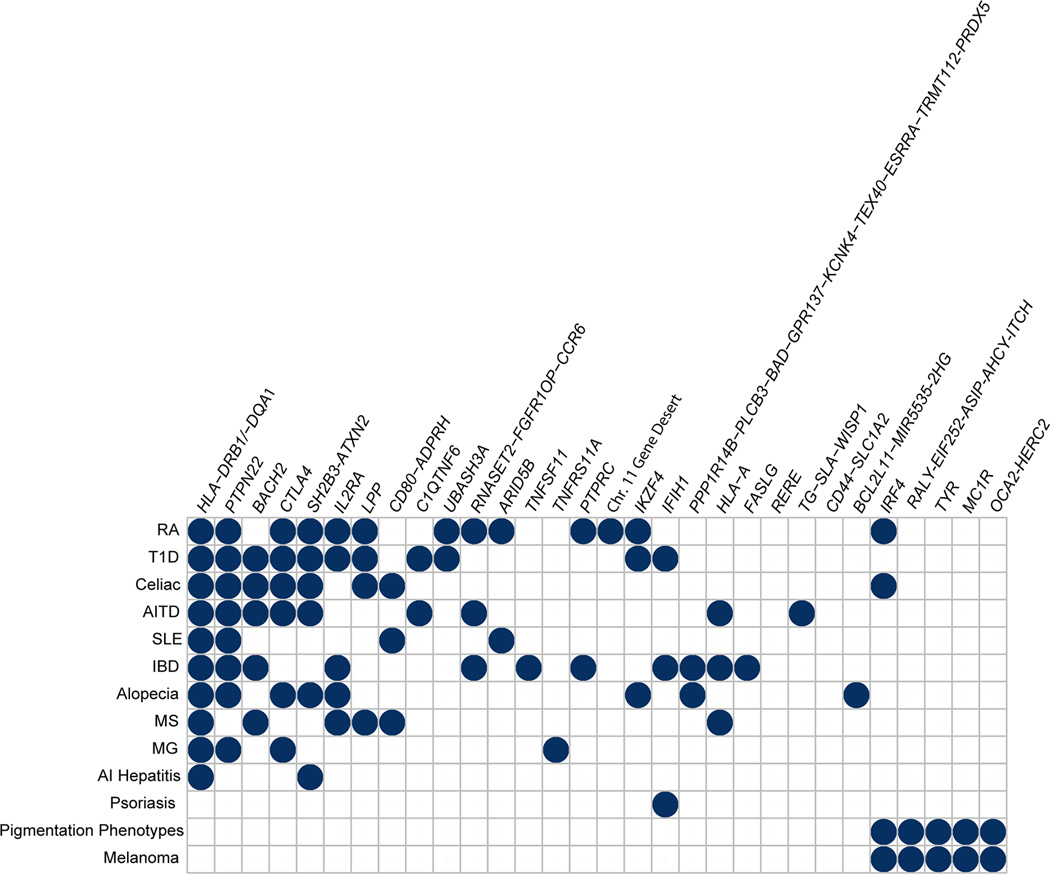 HLA-DRB1/-DQA1
PTPN22
BACH2
CTLA4
SH2B3-ATXN2
IL2RA
LPP
CD80-ADPRH
C1QTNF6
UBASH3A
RNASET2-FGFR1OP-CCR6
ARID5B
TNFSF11
TNFRS11A
PTPRC
Chr. 11 Gene Desert
IKZF4
IFIH1
PPP1R14B-PLCB3-BAD-GPR137-KCNK4-TEX40-ESRRA-TRMT112-PRDX5
HLA-A
FASLG
RERE
TG-SLA-WISP1
CD44-SLC1A2
BCL2L11-MIR5535-2HG
IRF4
RALY-EIF252-ASIP-AHCY-ITCH
TYR
MC1R
OCA2-HERC2
RA
T1D
Celiac
AITD
SLE
IBD
Alopecia
MS
MG
AI Hepatitis
Psoriasis
Pigmentation Phenotypes
Melanoma